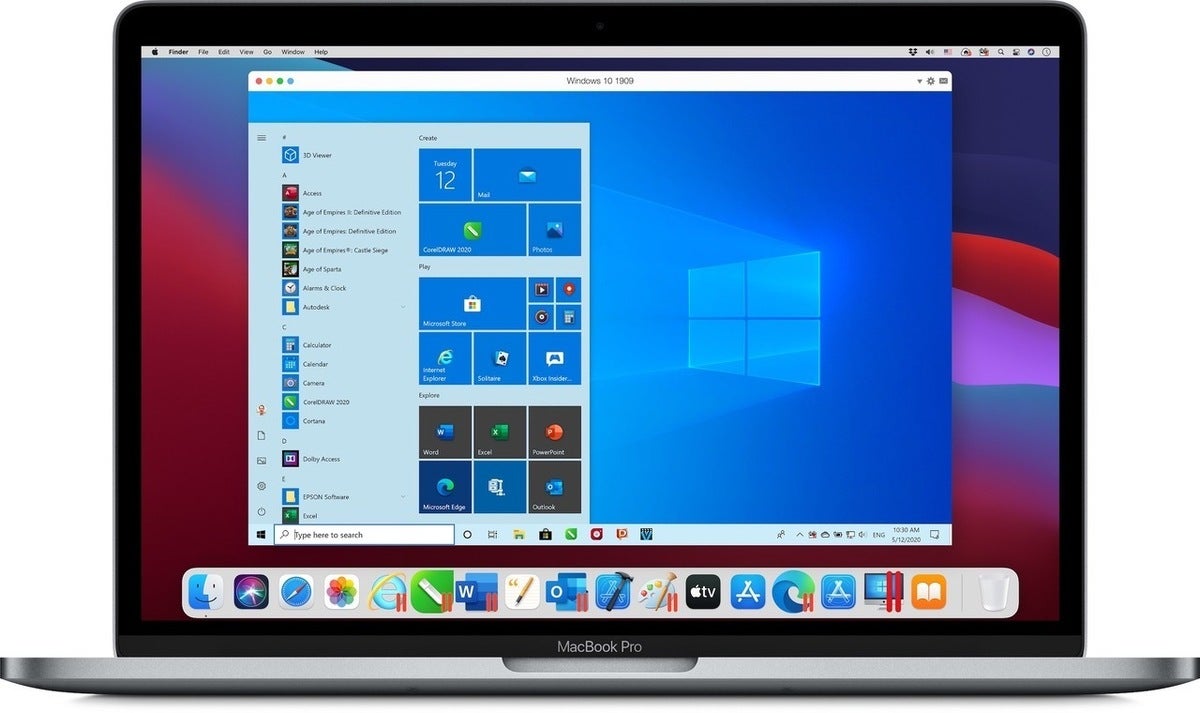 Finder File Edit View Go Window Help
Windows 10 1909
#
3D Viewer
A
Access
Age of Empires II: Definitive Edition
Age of Empires: Definitive Edition
Age of Empires®: Castle Siege
Age of Sparta
Alarms & Clock
Autodesk
C
Calculator
Calendar
Camera
CorelDRAW 2020
Cortana
D
Dolby Access
E
EPSON Software
Excel
Create
Tuesday
12
Mail
CorelDRAW 2020
Photos
Play
Microsoft Store
Internet
Explorer
Solitaire
Xbox Insider...
Explore
Word
Excel
PowerPoint
Microsoft Edge
Outlook
Type here to search
ENG
10:30 AM
5/12/2020
W
O
tv
MacBook Pro